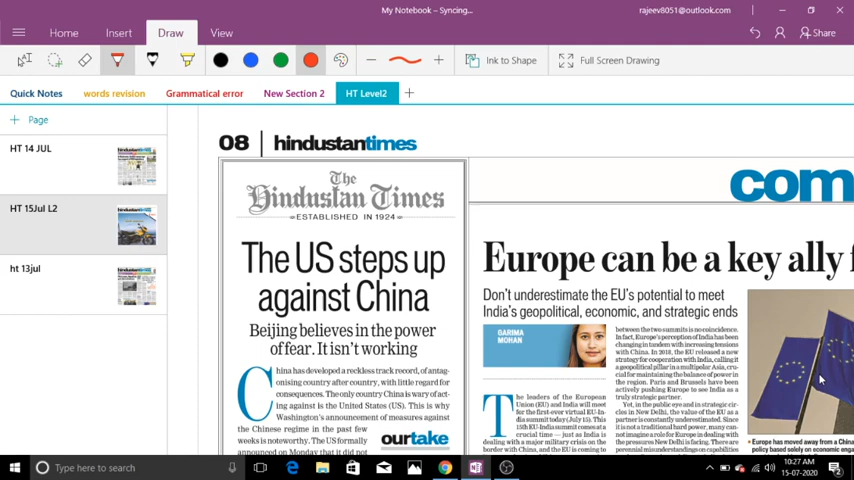 My Notebook – Syncing...
rajeev8051@outlook.com
Home
Insert
Draw
View
Share
Ink to Shape
Full Screen Drawing
Quick Notes
words revision
Grammatical error
New Section 2
HT Level2
Page
HT 14 JUL
HT 15Jul L2
ht 13jul
08 hindustantimes
The
Hindustan Times
ESTABLISHED IN 1924
The US steps up
against China
Beijing believes in the power
of fear. It isn't working
China has developed a reckless track record, of antag-
onising country after country, with little regard for
consequences. The only country China is wary of act-
ing against is the United States (US). This is why
Washington's announcement of measures against
the Chinese regime in the past few
weeks is noteworthy. The US formally
announced on Monday that it did not
ourtake
com
Europe can be a key ally f
Don't underestimate the EU's potential to meet
India's geopolitical, economic, and strategic ends
GARIMA
MOHAN
The leaders of the European
Union (EU) and India will meet
for the first-ever virtual EU-In-
dia summit today (July 15). This
15th EU-India summit comes at a
crucial time — just as India is
dealing with a major military crisis on the
border with China, and the EU is coming to
between the two summits is no coincidence.
In fact, Europe's perception of India has been
changing in tandem with increasing tensions
with China. In 2018, the EU released a new
strategy for cooperation with India, calling it
a geopolitical pillar in a multipolar Asia, cru-
cial for maintaining the balance of power in
the region. Paris and Brussels have been
actively pushing Europe to see India as a
truly strategic partner.
Yet, in the public eye and in strategic cir-
cles in New Delhi, the value of the EU as a
partner is constantly underestimated. Since
it is not a traditional hard power, many can-
not imagine a role for Europe in dealing with
the pressures New Delhi is facing. There are
perennial misunderstandings on capabilities
Europe has moved away from a China
policy based solely on economic enga
Type here to search
10:27 AM
15-07-2020